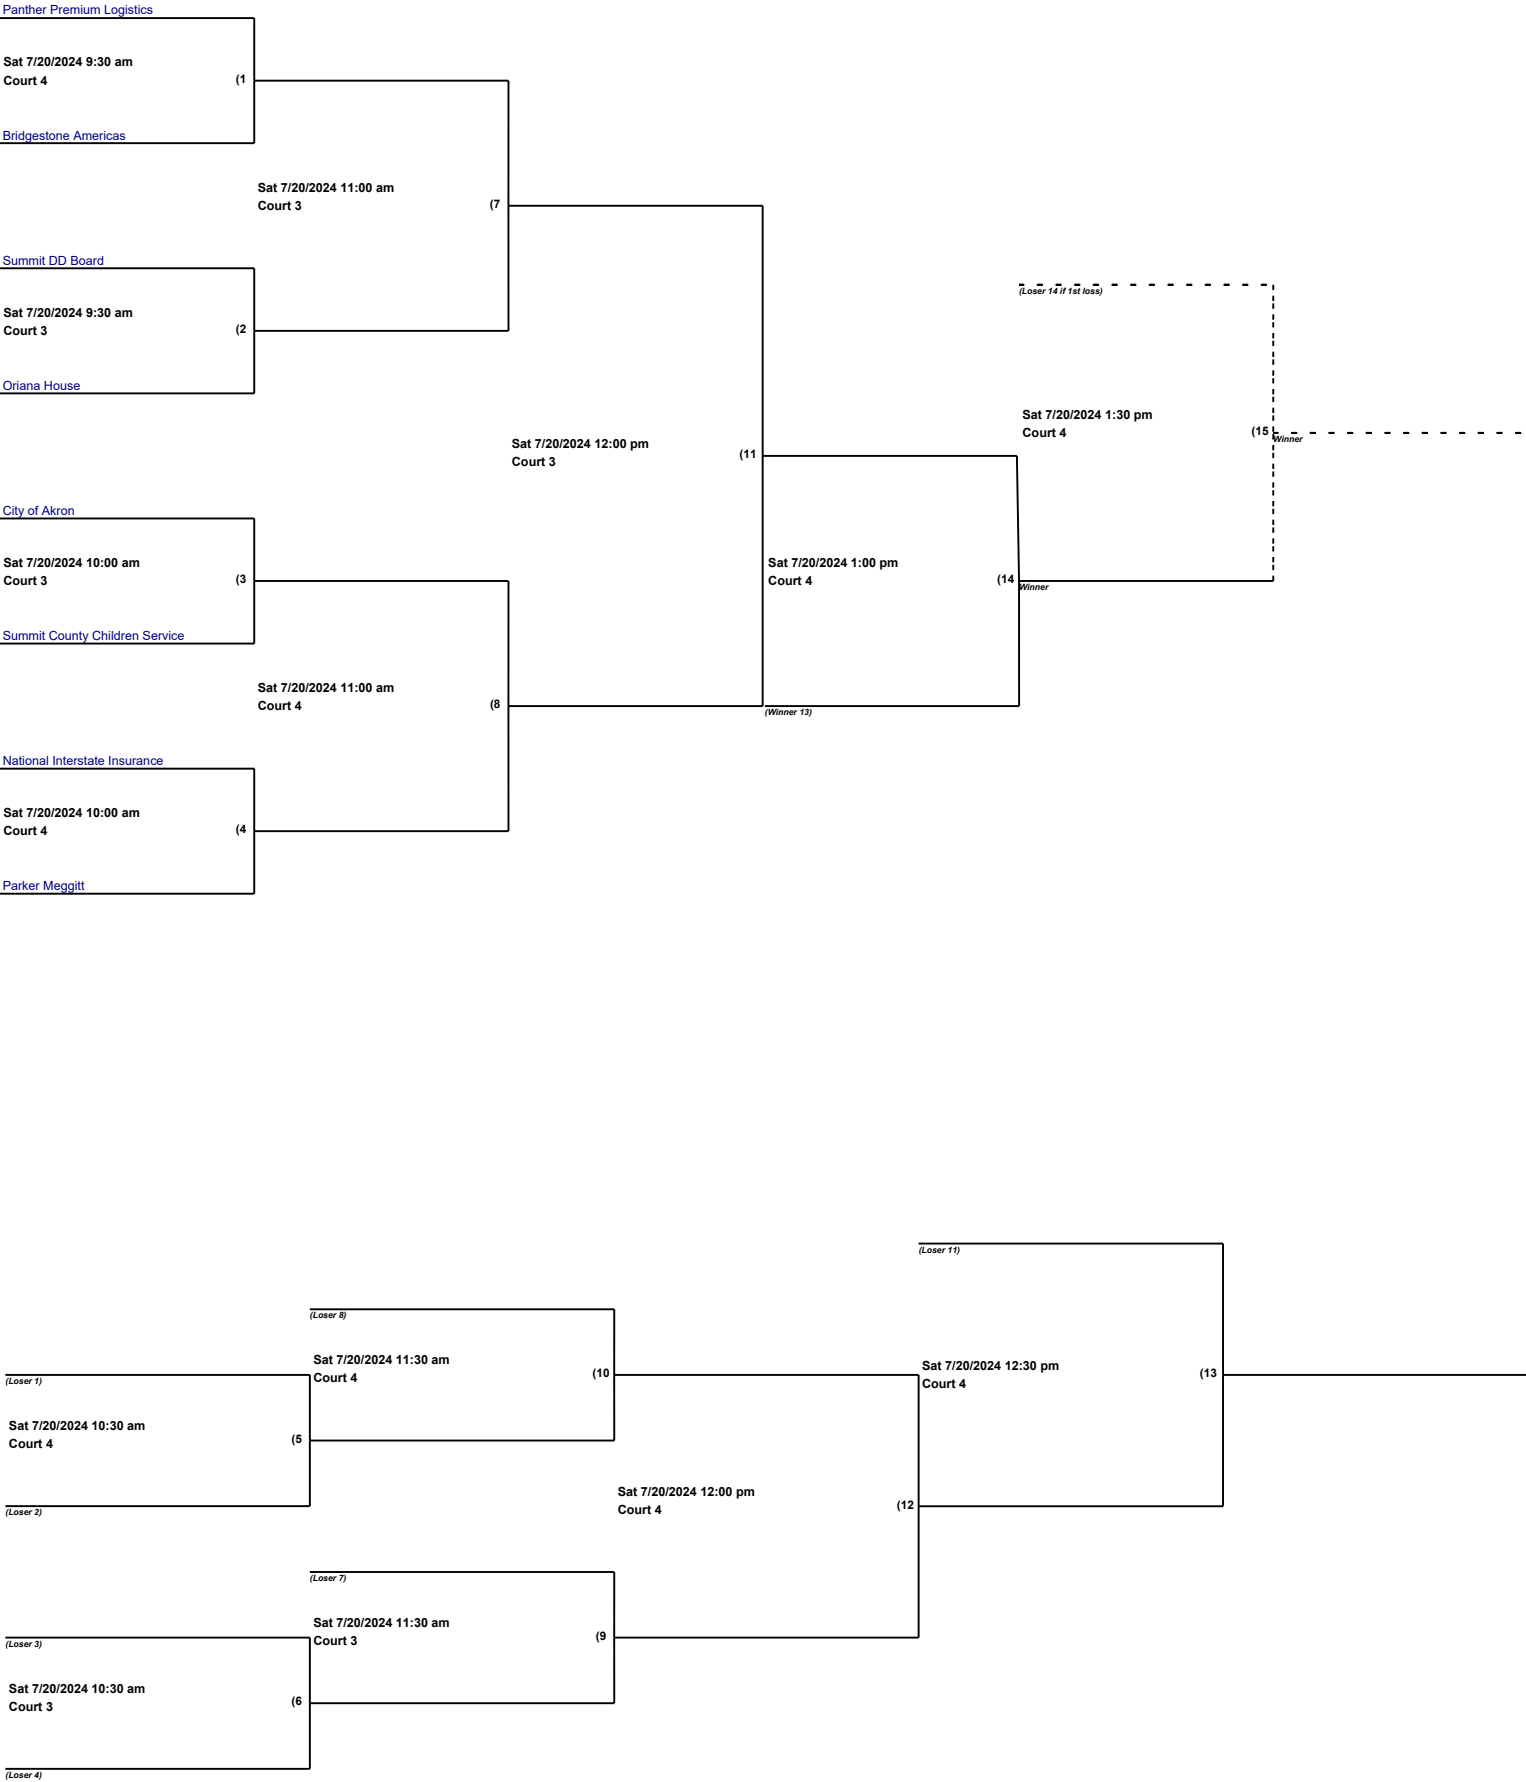 Panther Premium Logistics
Sat 7/20/2024 9:30 am
Court 4
(1
Bridgestone Americas
Sat 7/20/2024 11:00 am
Court 3
(7
Summit DD Board
Sat 7/20/2024 9:30 am
Court 3
(2
Oriana House
(Loser 14 if 1st loss)
Sat 7/20/2024 1:30 pm
Court 4
(15
Winner
Sat 7/20/2024 12:00 pm
Court 3
(11
City of Akron
Sat 7/20/2024 10:00 am
Court 3
(3
Summit County Children Service
Sat 7/20/2024 1:00 pm
Court 4
(14
Winner
Sat 7/20/2024 11:00 am
Court 4
(8
(Winner 13)
National Interstate Insurance
Sat 7/20/2024 10:00 am
Court 4
(4
Parker Meggitt
(Loser 11)
(Loser 8)
Sat 7/20/2024 11:30 am
Court 4
(10
Sat 7/20/2024 12:30 pm
Court 4
(13
(Loser 1)
Sat 7/20/2024 10:30 am
Court 4
(5
(Loser 2)
Sat 7/20/2024 12:00 pm
Court 4
(12
(Loser 7)
Sat 7/20/2024 11:30 am
Court 3
(9
(Loser 3)
Sat 7/20/2024 10:30 am
Court 3
(6
(Loser 4)